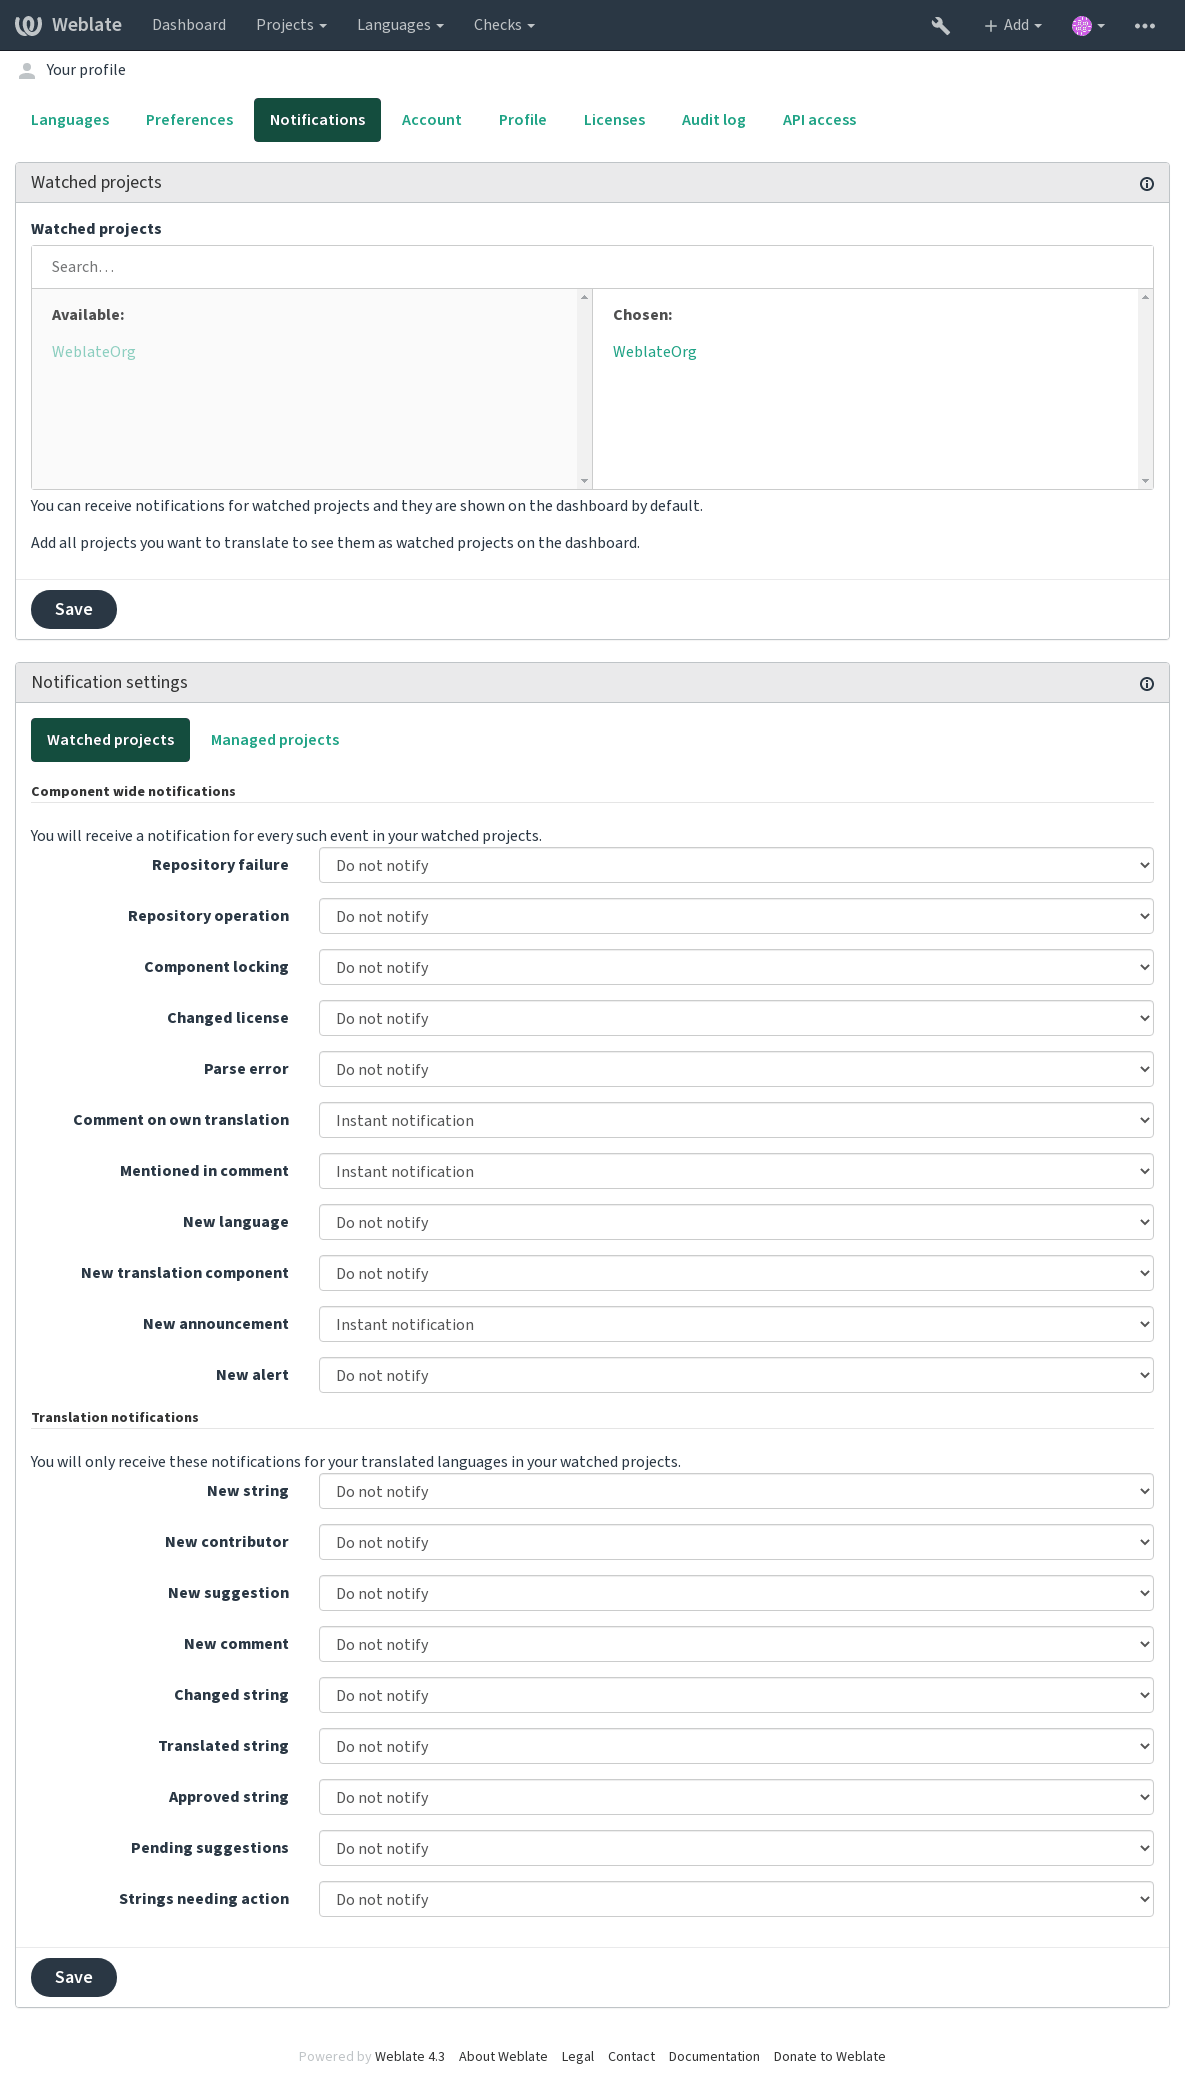 Weblate Dashboard Projects Languages Checks Add
Your profile
Languages Preferences Notifications Account Profile Licenses Audit log API access
Watched projects
Watched projects
Search…
Available: Chosen:
WeblateOrg WeblateOrg
You can receive notifications for watched projects and they are shown on the dashboard by default.
Add all projects you want to translate to see them as watched projects on the dashboard.
Save
Notification settings
Watched projects Managed projects
Component wide notifications
You will receive a notification for every such event in your watched projects.
Repository failure Do not notify
Repository operation Do not notify
Component locking Do not notify
Changed license Do not notify
Parse error Do not notify
Comment on own translation Instant notification
Mentioned in comment Instant notification
New language Do not notify
New translation component Do not notify
New announcement Instant notification
New alert Do not notify
Translation notifications
You will only receive these notifications for your translated languages in your watched projects.
New string Do not notify
New contributor Do not notify
New suggestion Do not notify
New comment Do not notify
Changed string Do not notify
Translated string Do not notify
Approved string Do not notify
Pending suggestions Do not notify
Strings needing action Do not notify
Save
Powered by Weblate 4.3 About Weblate Legal Contact Documentation Donate to Weblate